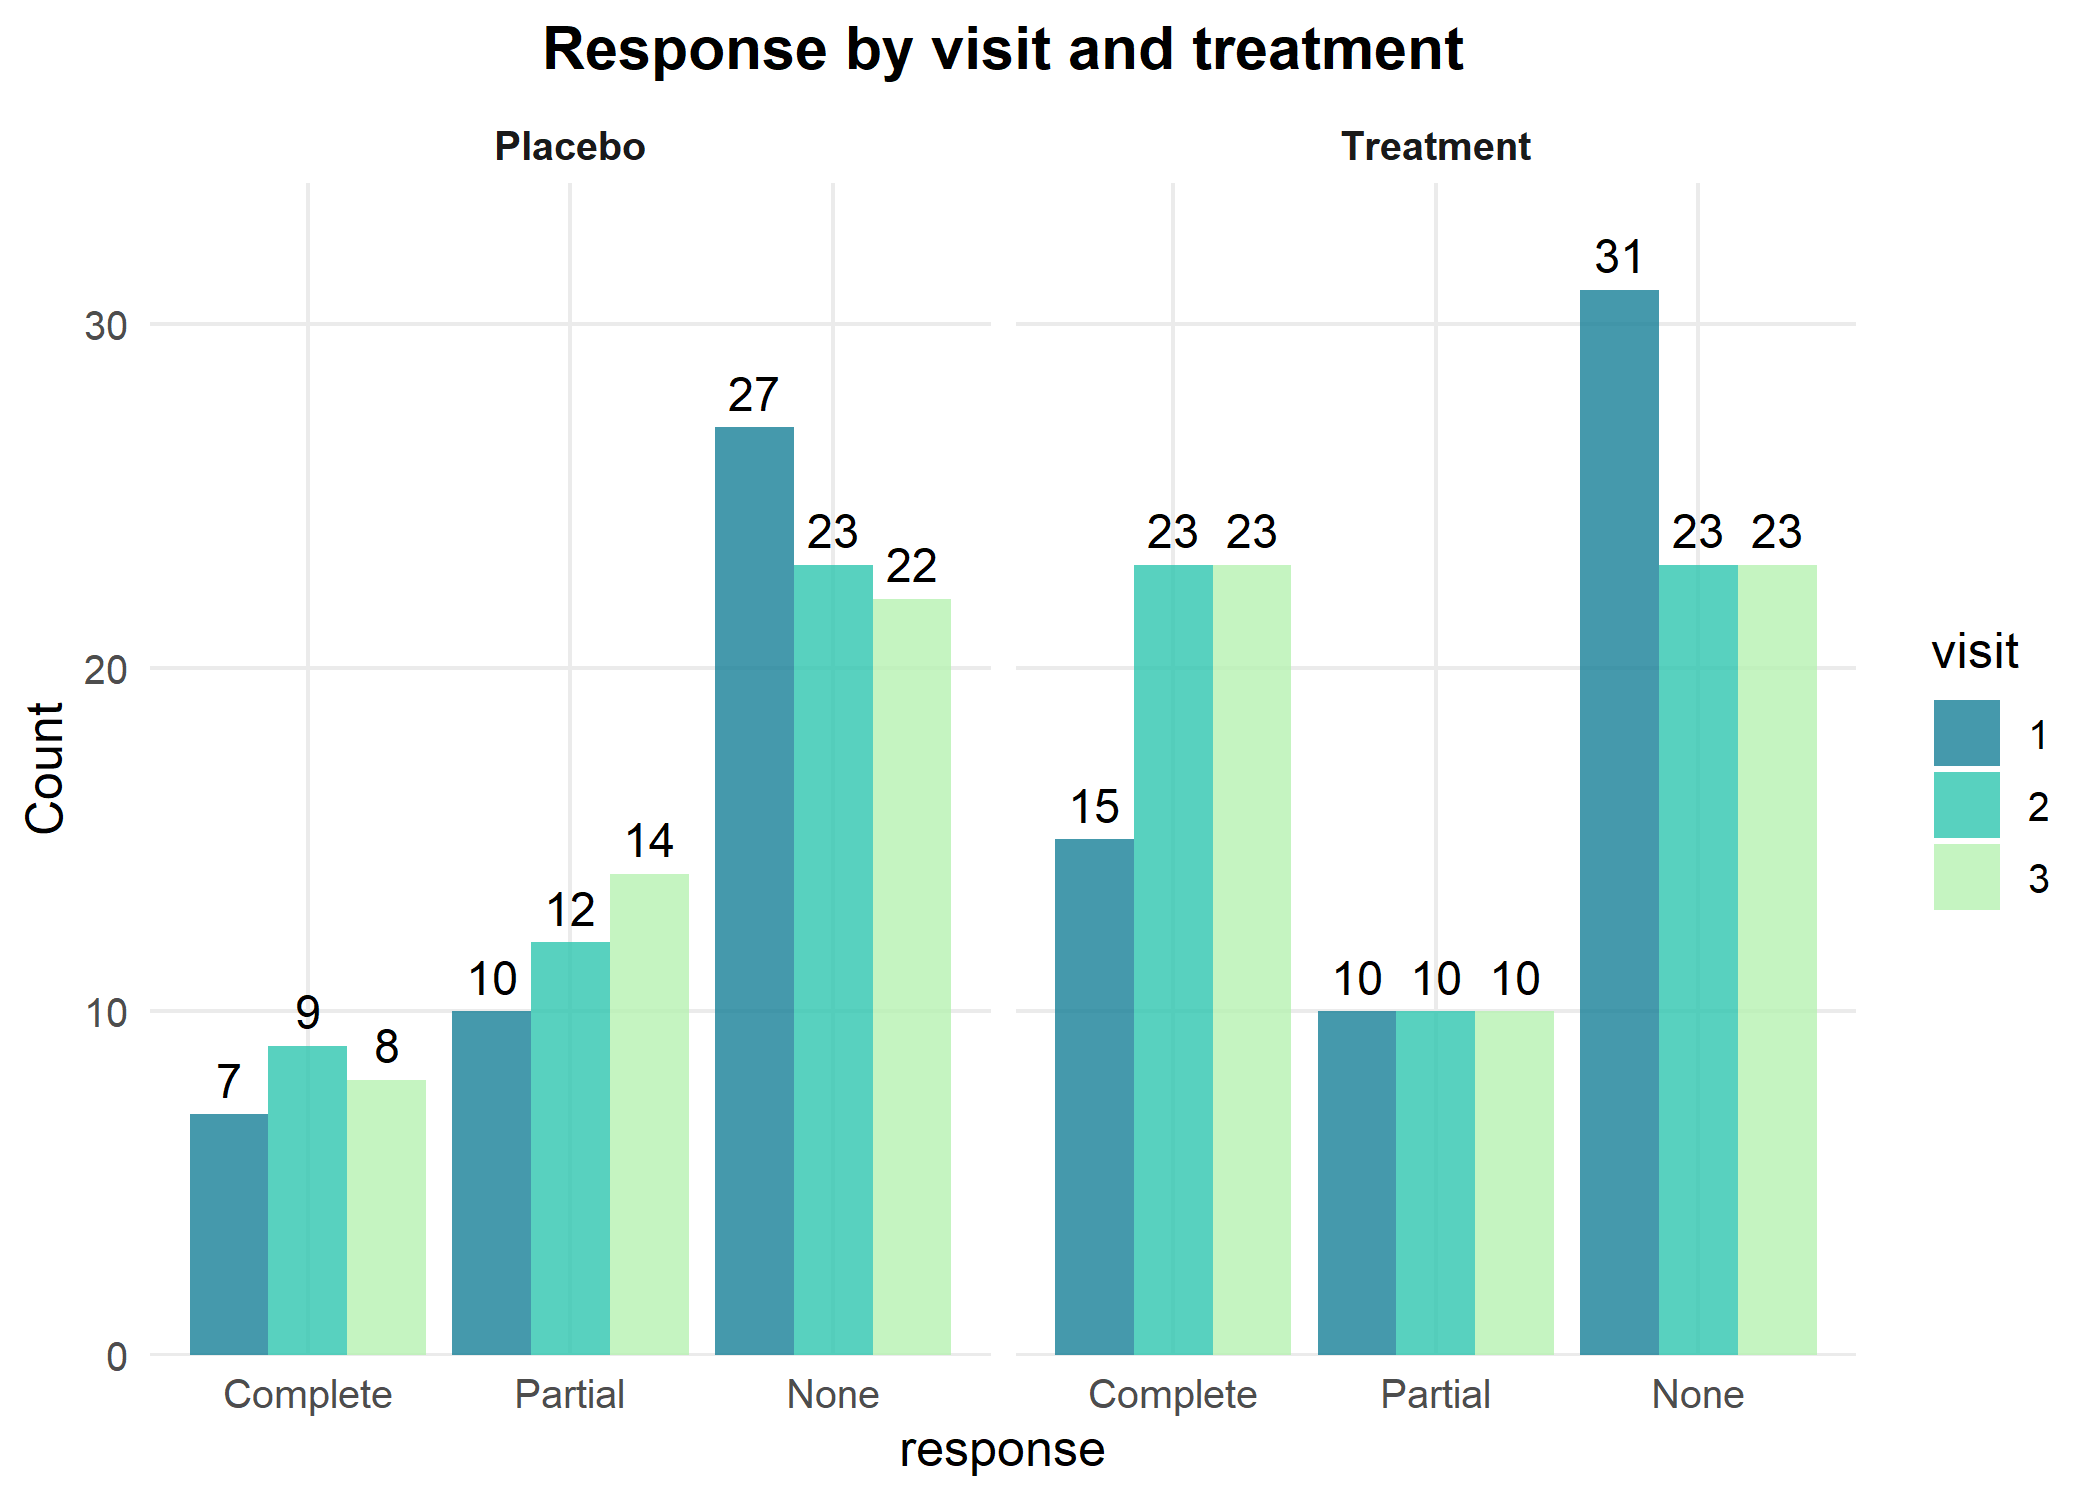 Response by visit and treatment
Placebo
Treatment
31
27
23
22
23
23
23
23
15
14
12
10
10
10
10
9
8
7
30
20
10
0
Count
Complete
Partial
None
Complete
Partial
None
response
visit
1
2
3